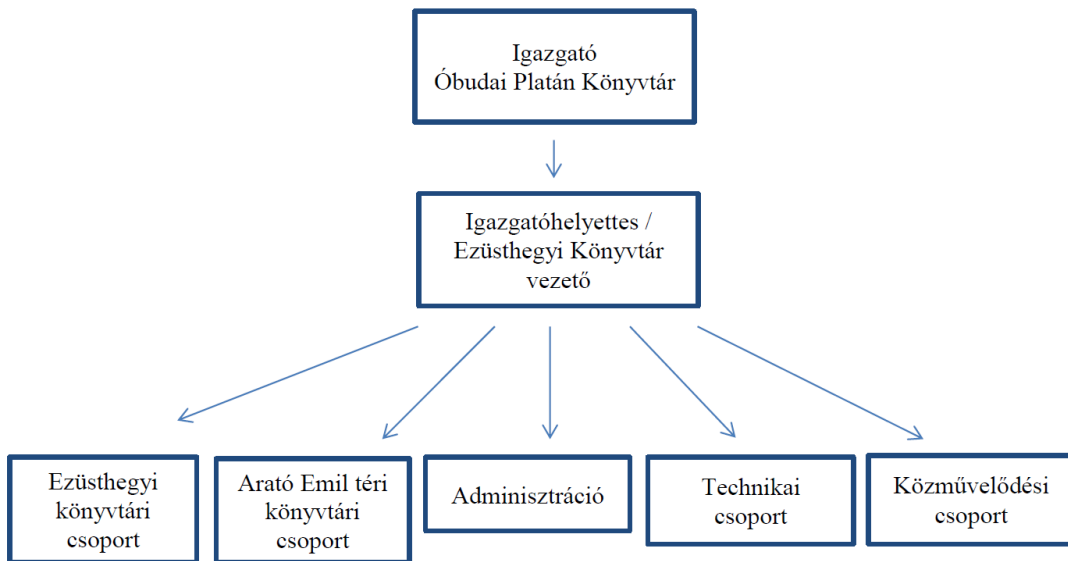 Igazgató
Óbudai Platán Könyvtár
Igazgatóhelyettes /
Ezüsthegyi Könyvtár
vezető
Ezüsthegyi
könyvtári
csoport
Arató Emil téri
könyvtári
csoport
Adminisztráció
Technikai
csoport
Közművelődési
csoport